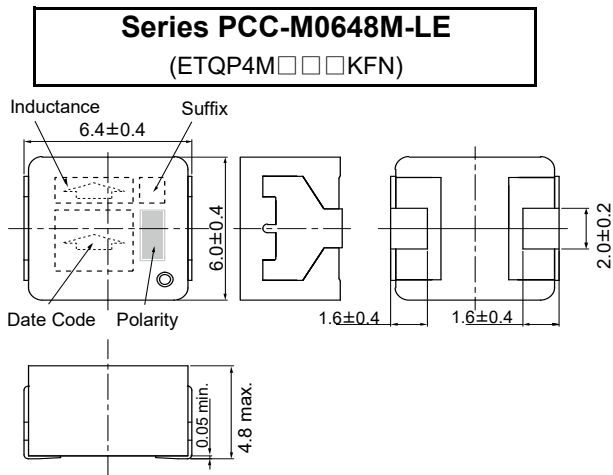 Series PCC-M0648M-LE
(ETQP4M□□□KFN)
Inductance
Suffix
6.4±0.4
6.0±0.4
2.0±0.2
Date Code
Polarity
1.6±0.4
1.6±0.4
0.05 min.
4.8 max.